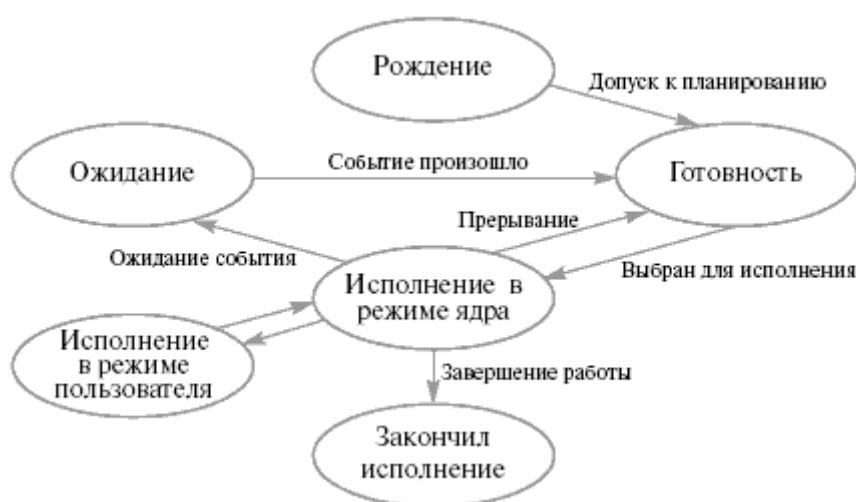 Рождение
Допуск к планированию
Ожидание
Событие произошло
Готовность
Прерывание
Ожидание события
Исполнение в
режиме ядра
Выбран для исполнения
Исполнение
в режиме
пользователя
Завершение работы
Закончил
исполнение